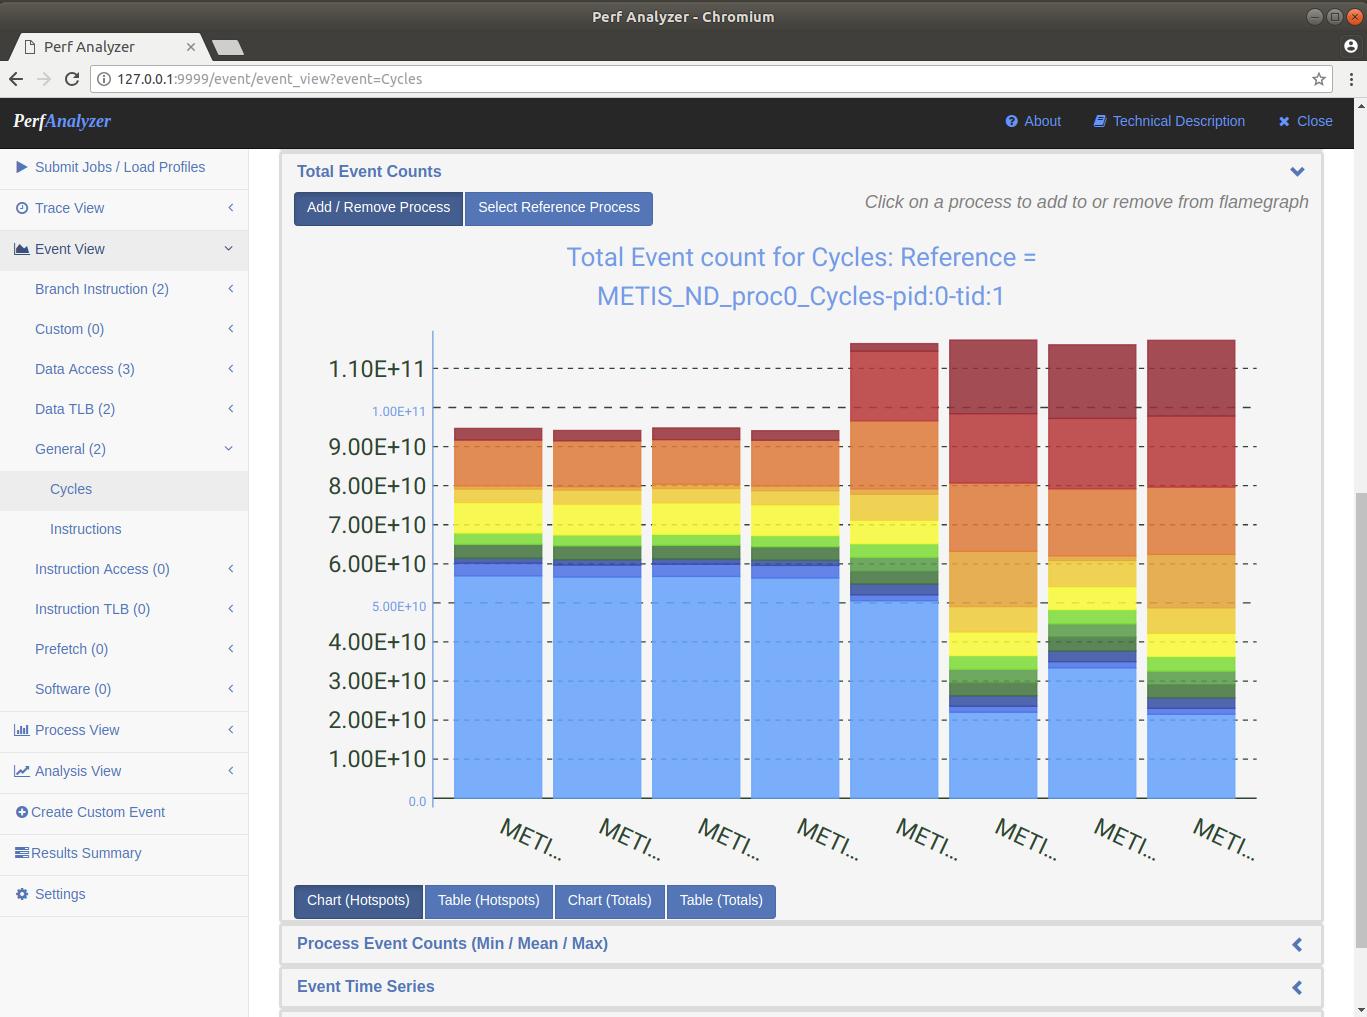 Perf Analyzer - Chromium
Perf Analyzer
127.0.0.1:9999/event/event_view?event=Cycles
PerfAnalyzer
About
Technical Description
Close
Submit Jobs / Load Profiles
Trace View
Event View
Branch Instruction (2)
Custom (0)
Data Access (3)
Data TLB (2)
General (2)
Cycles
Instructions
Instruction Access (0)
Instruction TLB (0)
Prefetch (0)
Software (0)
Process View
Analysis View
Create Custom Event
Results Summary
Settings
Total Event Counts
Add / Remove Process
Select Reference Process
Click on a process to add to or remove from flamegraph
Total Event count for Cycles: Reference =
METIS_ND_proc0_Cycles-pid:0-tid:1
1.10E+11
1.00E+11
9.00E+10
8.00E+10
7.00E+10
6.00E+10
5.00E+10
4.00E+10
3.00E+10
2.00E+10
1.00E+10
0.0
METI...
METI...
METI...
METI...
METI...
METI...
METI...
METI...
Chart (Hotspots)
Table (Hotspots)
Chart (Totals)
Table (Totals)
Process Event Counts (Min / Mean / Max)
Event Time Series